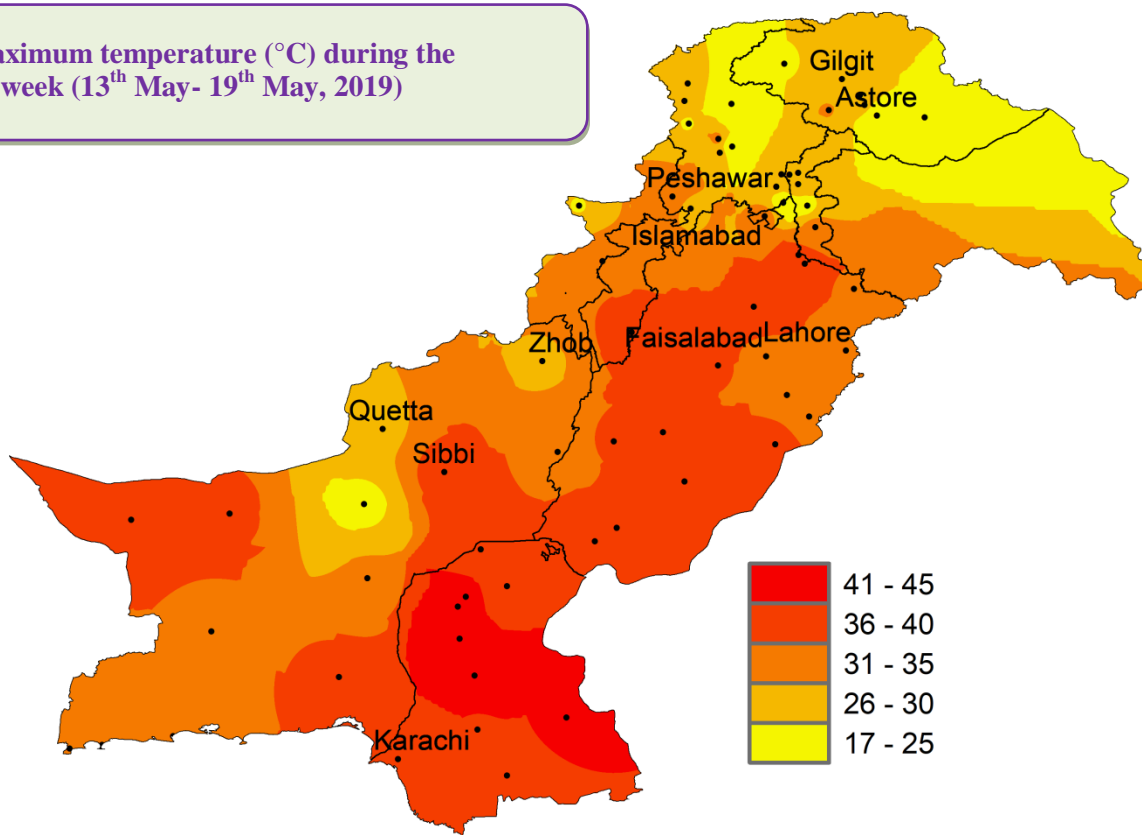 aximum temperature (°C) during the
week (13th May- 19th May, 2019)
Gilgit
Astore
Peshawar
Islamabad
Zhob
Faisalabad
Lahore
Quetta
Sibbi
Karachi
41 - 45
36 - 40
31 - 35
26 - 30
17 - 25